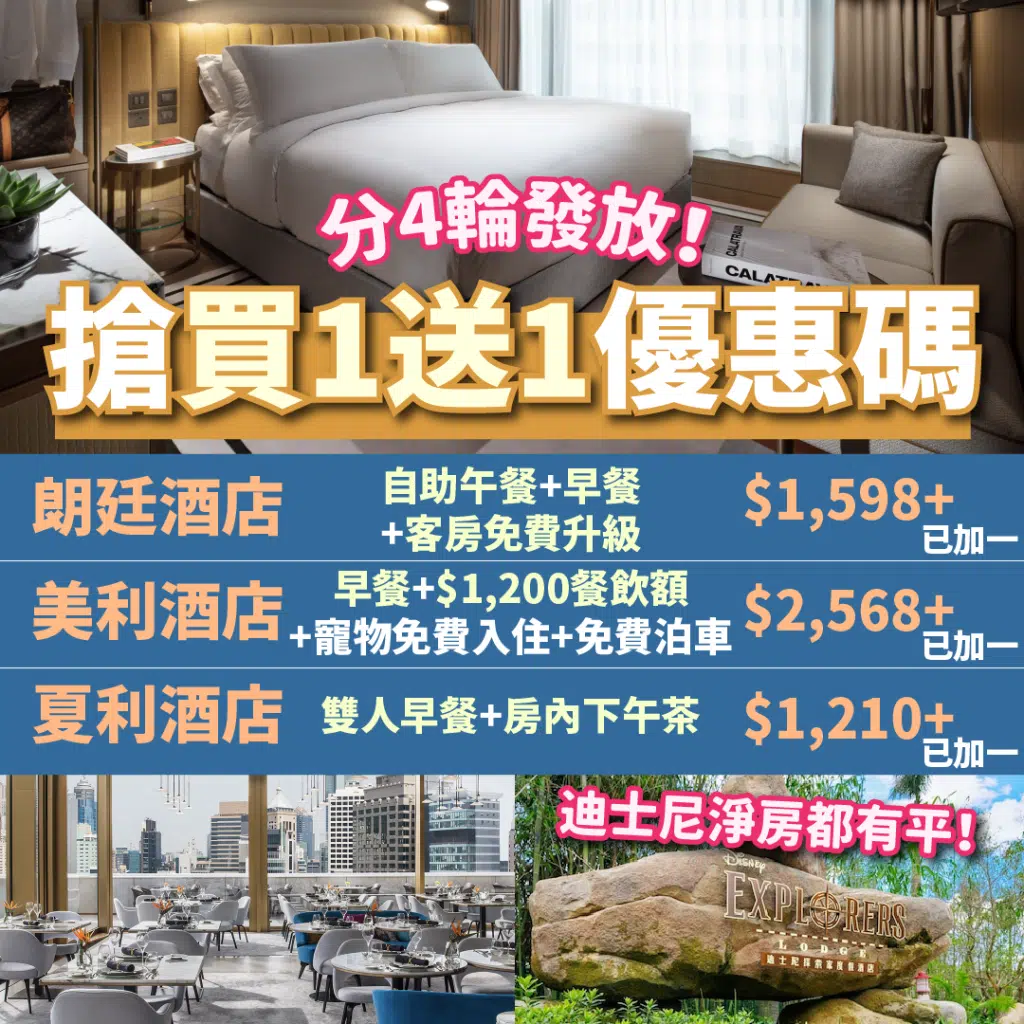 分4輪發放!
CALATRAVA
CALATRAVA
搶買1送1優惠碼
朗廷酒店
自助午餐+早餐
+客房免費升級
$1,598+
已加一
美利酒店
早餐+$1,200餐飲額
+寵物免費入住+免費泊車
$2,568+
已加一
夏利酒店
雙人早餐+房內下午茶
$1,210+
已加一
迪士尼淨房都有平!
Disney
EXPLORERS
LODGE
迪士尼探索家度假酒店